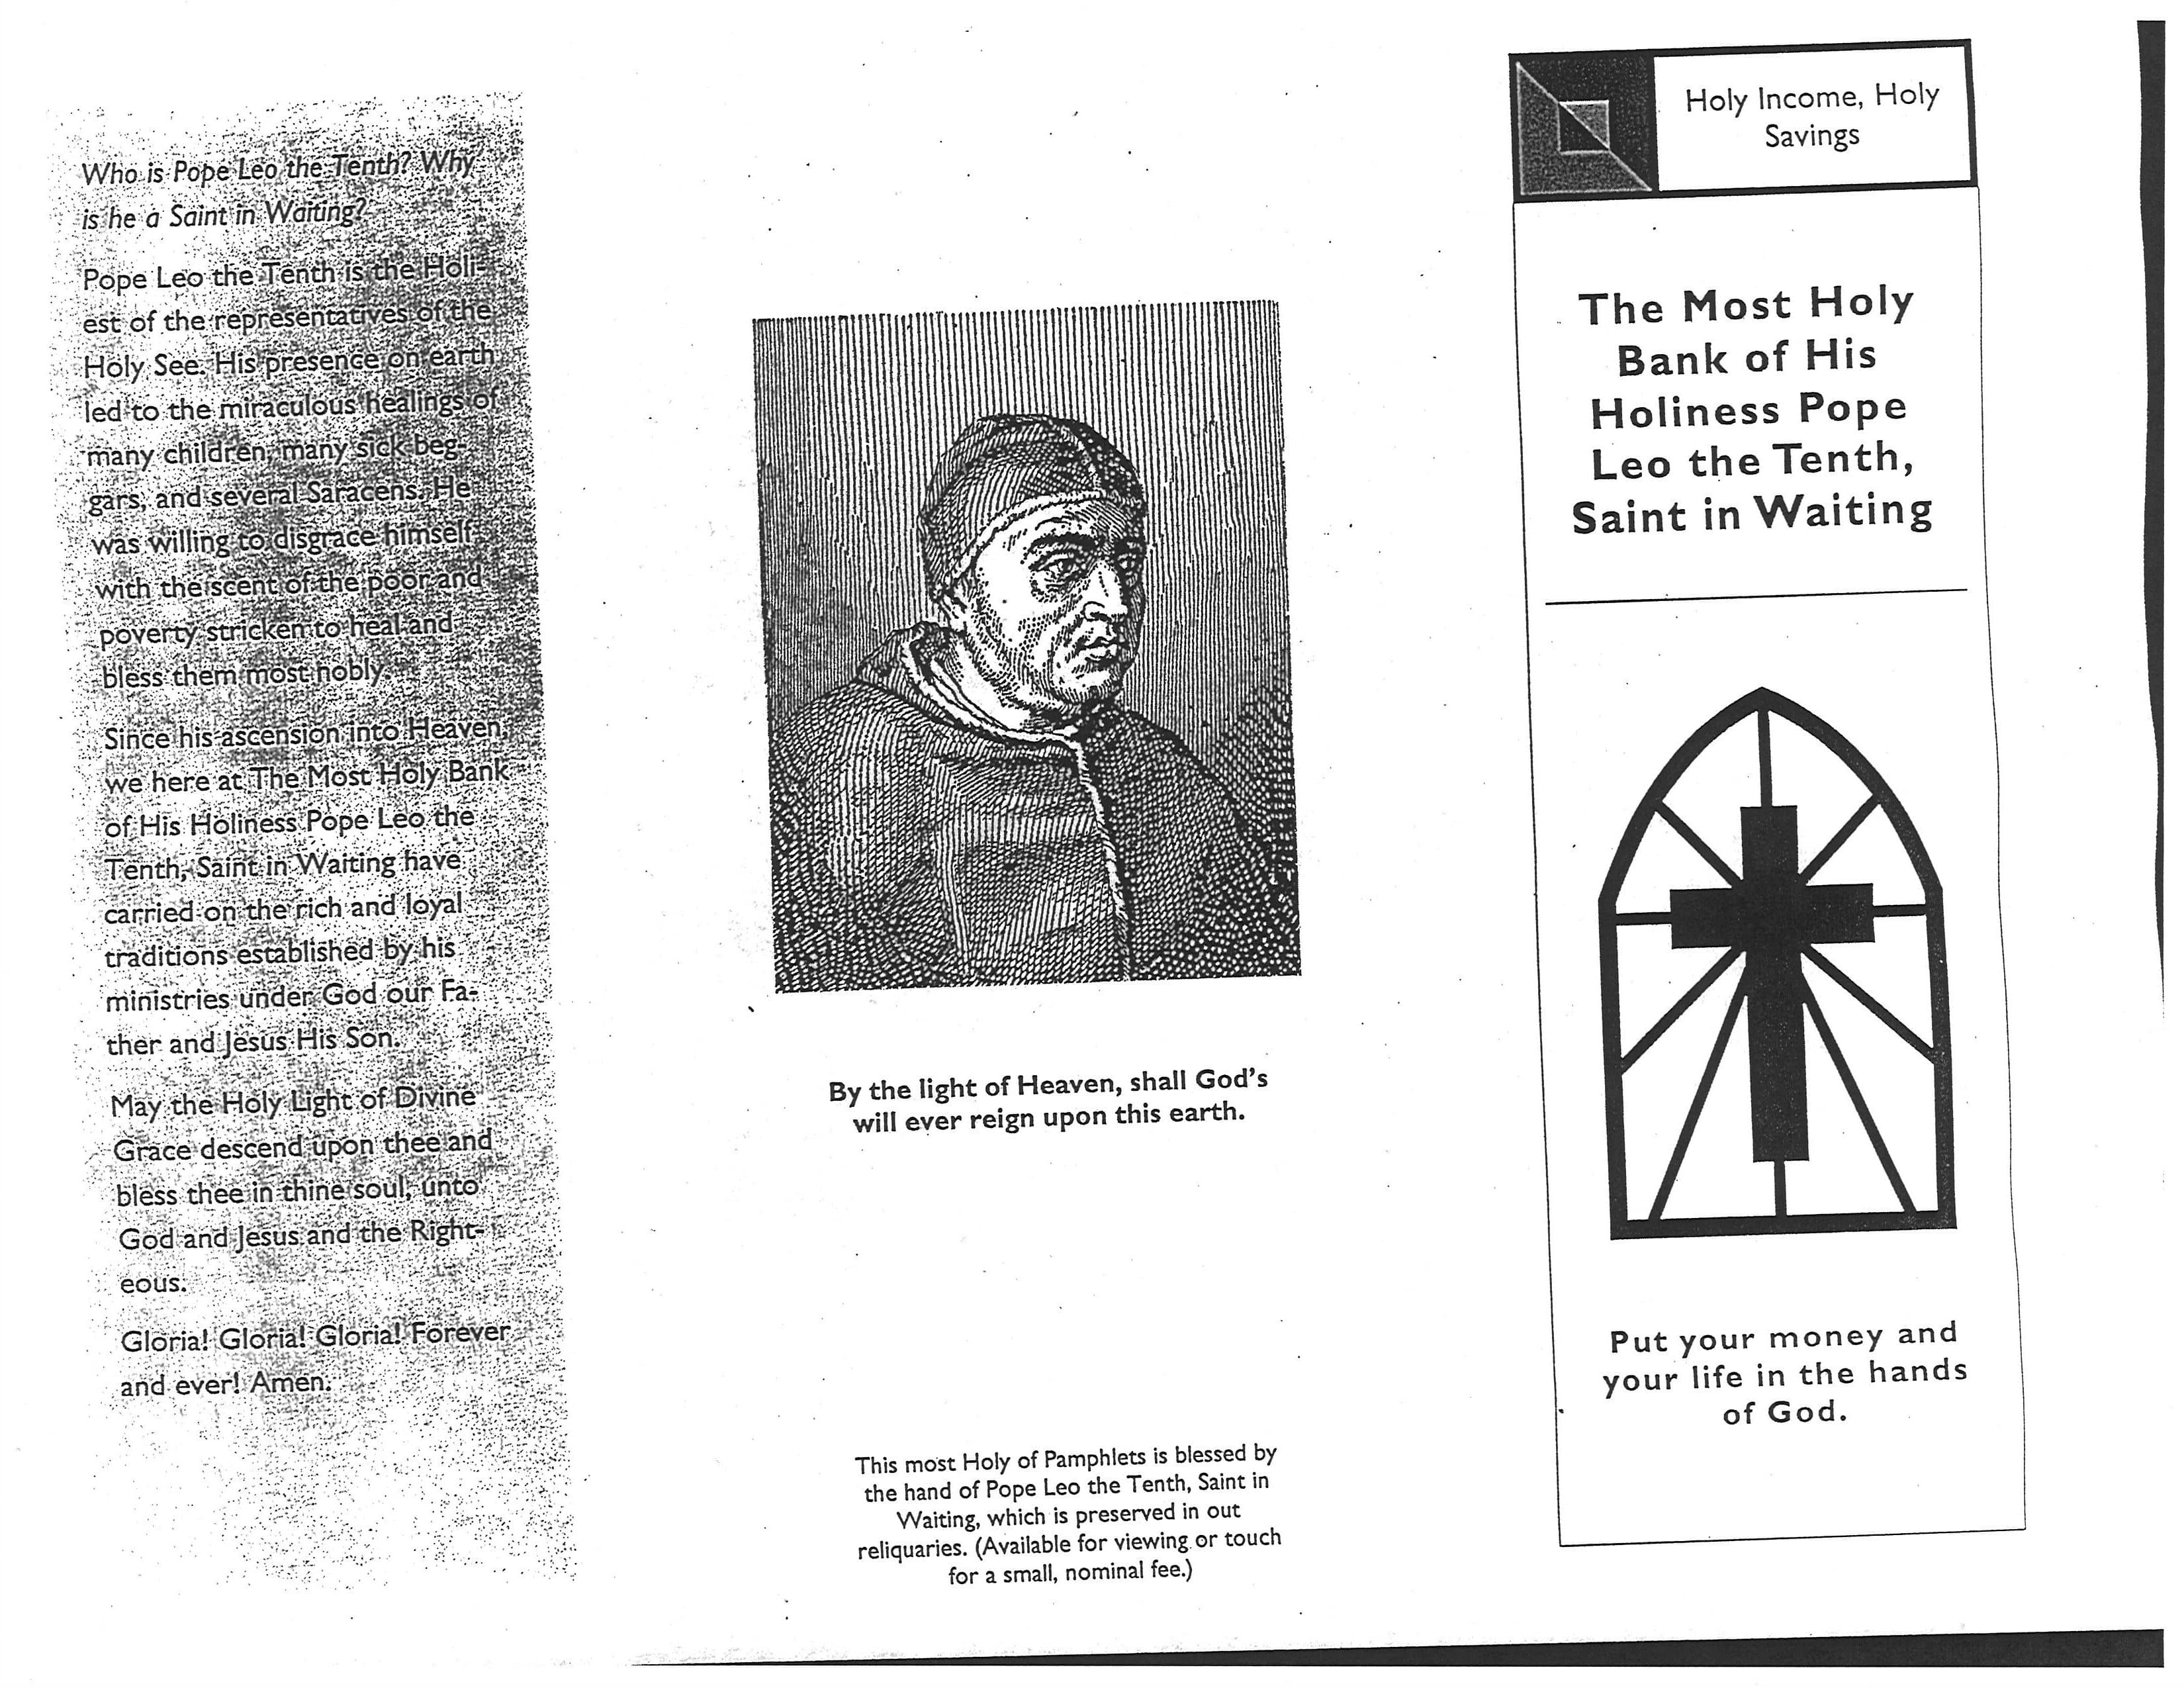 Who is Pope Leo the Tenth? Why
is he a Saint in Waiting?
Pope Leo the Tenth is the Holi-
est of the representatives of the
Holy See. His presence on earth
led to the miraculous healings of
many children, many sick beg-
gars, and several Saracens. He
was willing to disgrace himself
with the scent of the poor and
poverty stricken to heal and
bless them most nobly.
Since his ascension into Heaven,
we here at The Most Holy Bank
of His Holiness Pope Leo the
Tenth, Saint in Waiting have
carried on the rich and loyal
traditions established by his
ministries under God our Fa-
ther and Jesus His Son.
May the Holy Light of Divine
Grace descend upon thee and
bless thee in thine soul, unto
God and Jesus and the Right-
eous.
Gloria! Gloria! Gloria! Forever
and ever! Amen.
By the light of Heaven, shall God's
will ever reign upon this earth.
This most Holy of Pamphlets is blessed by
the hand of Pope Leo the Tenth, Saint in
Waiting, which is preserved in out
reliquaries. (Available for viewing or touch
for a small, nominal fee.)
Holy Income, Holy
Savings
The Most Holy
Bank of His
Holiness Pope
Leo the Tenth,
Saint in Waiting
Put your money and
your life in the hands
of God.